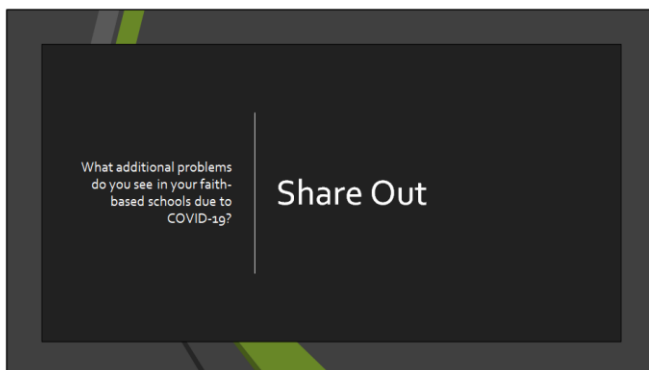 What additional problems
do you see in your faith-
based schools due to
COVID-19?
Share Out